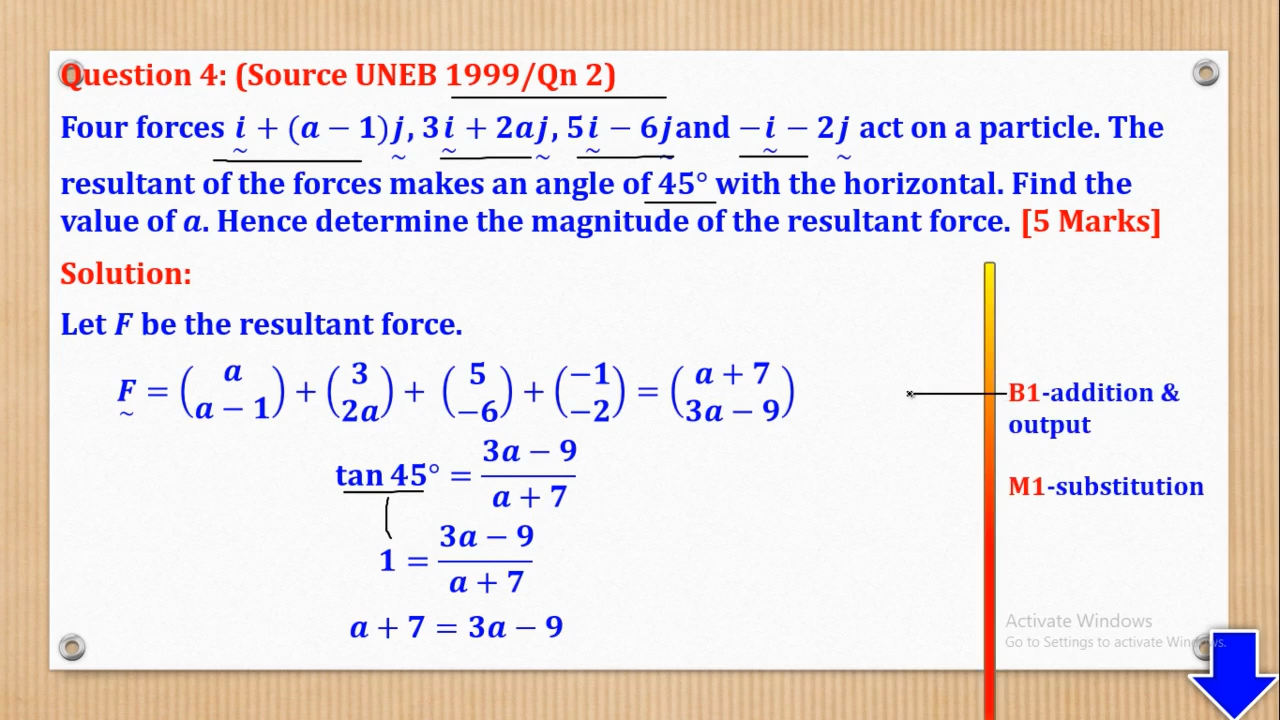 Question 4: (Source UNEB 1999/Qn 2)
Four forces i + (a − 1)j, 3i + 2aj, 5i − 6jand −i − 2j act on a particle. The
resultant of the forces makes an angle of 45° with the horizontal. Find the
value of a. Hence determine the magnitude of the resultant force. [5 Marks]
Solution:
Let F be the resultant force.
F = (a / a − 1) + (3 / 2a) + (5 / −6) + (−1 / −2) = (a + 7 / 3a − 9)
B1-addition &
output
tan 45° = (3a − 9)/(a + 7)
M1-substitution
1 = (3a − 9)/(a + 7)
a + 7 = 3a − 9
Activate Windows
Go to Settings to activate Windows.